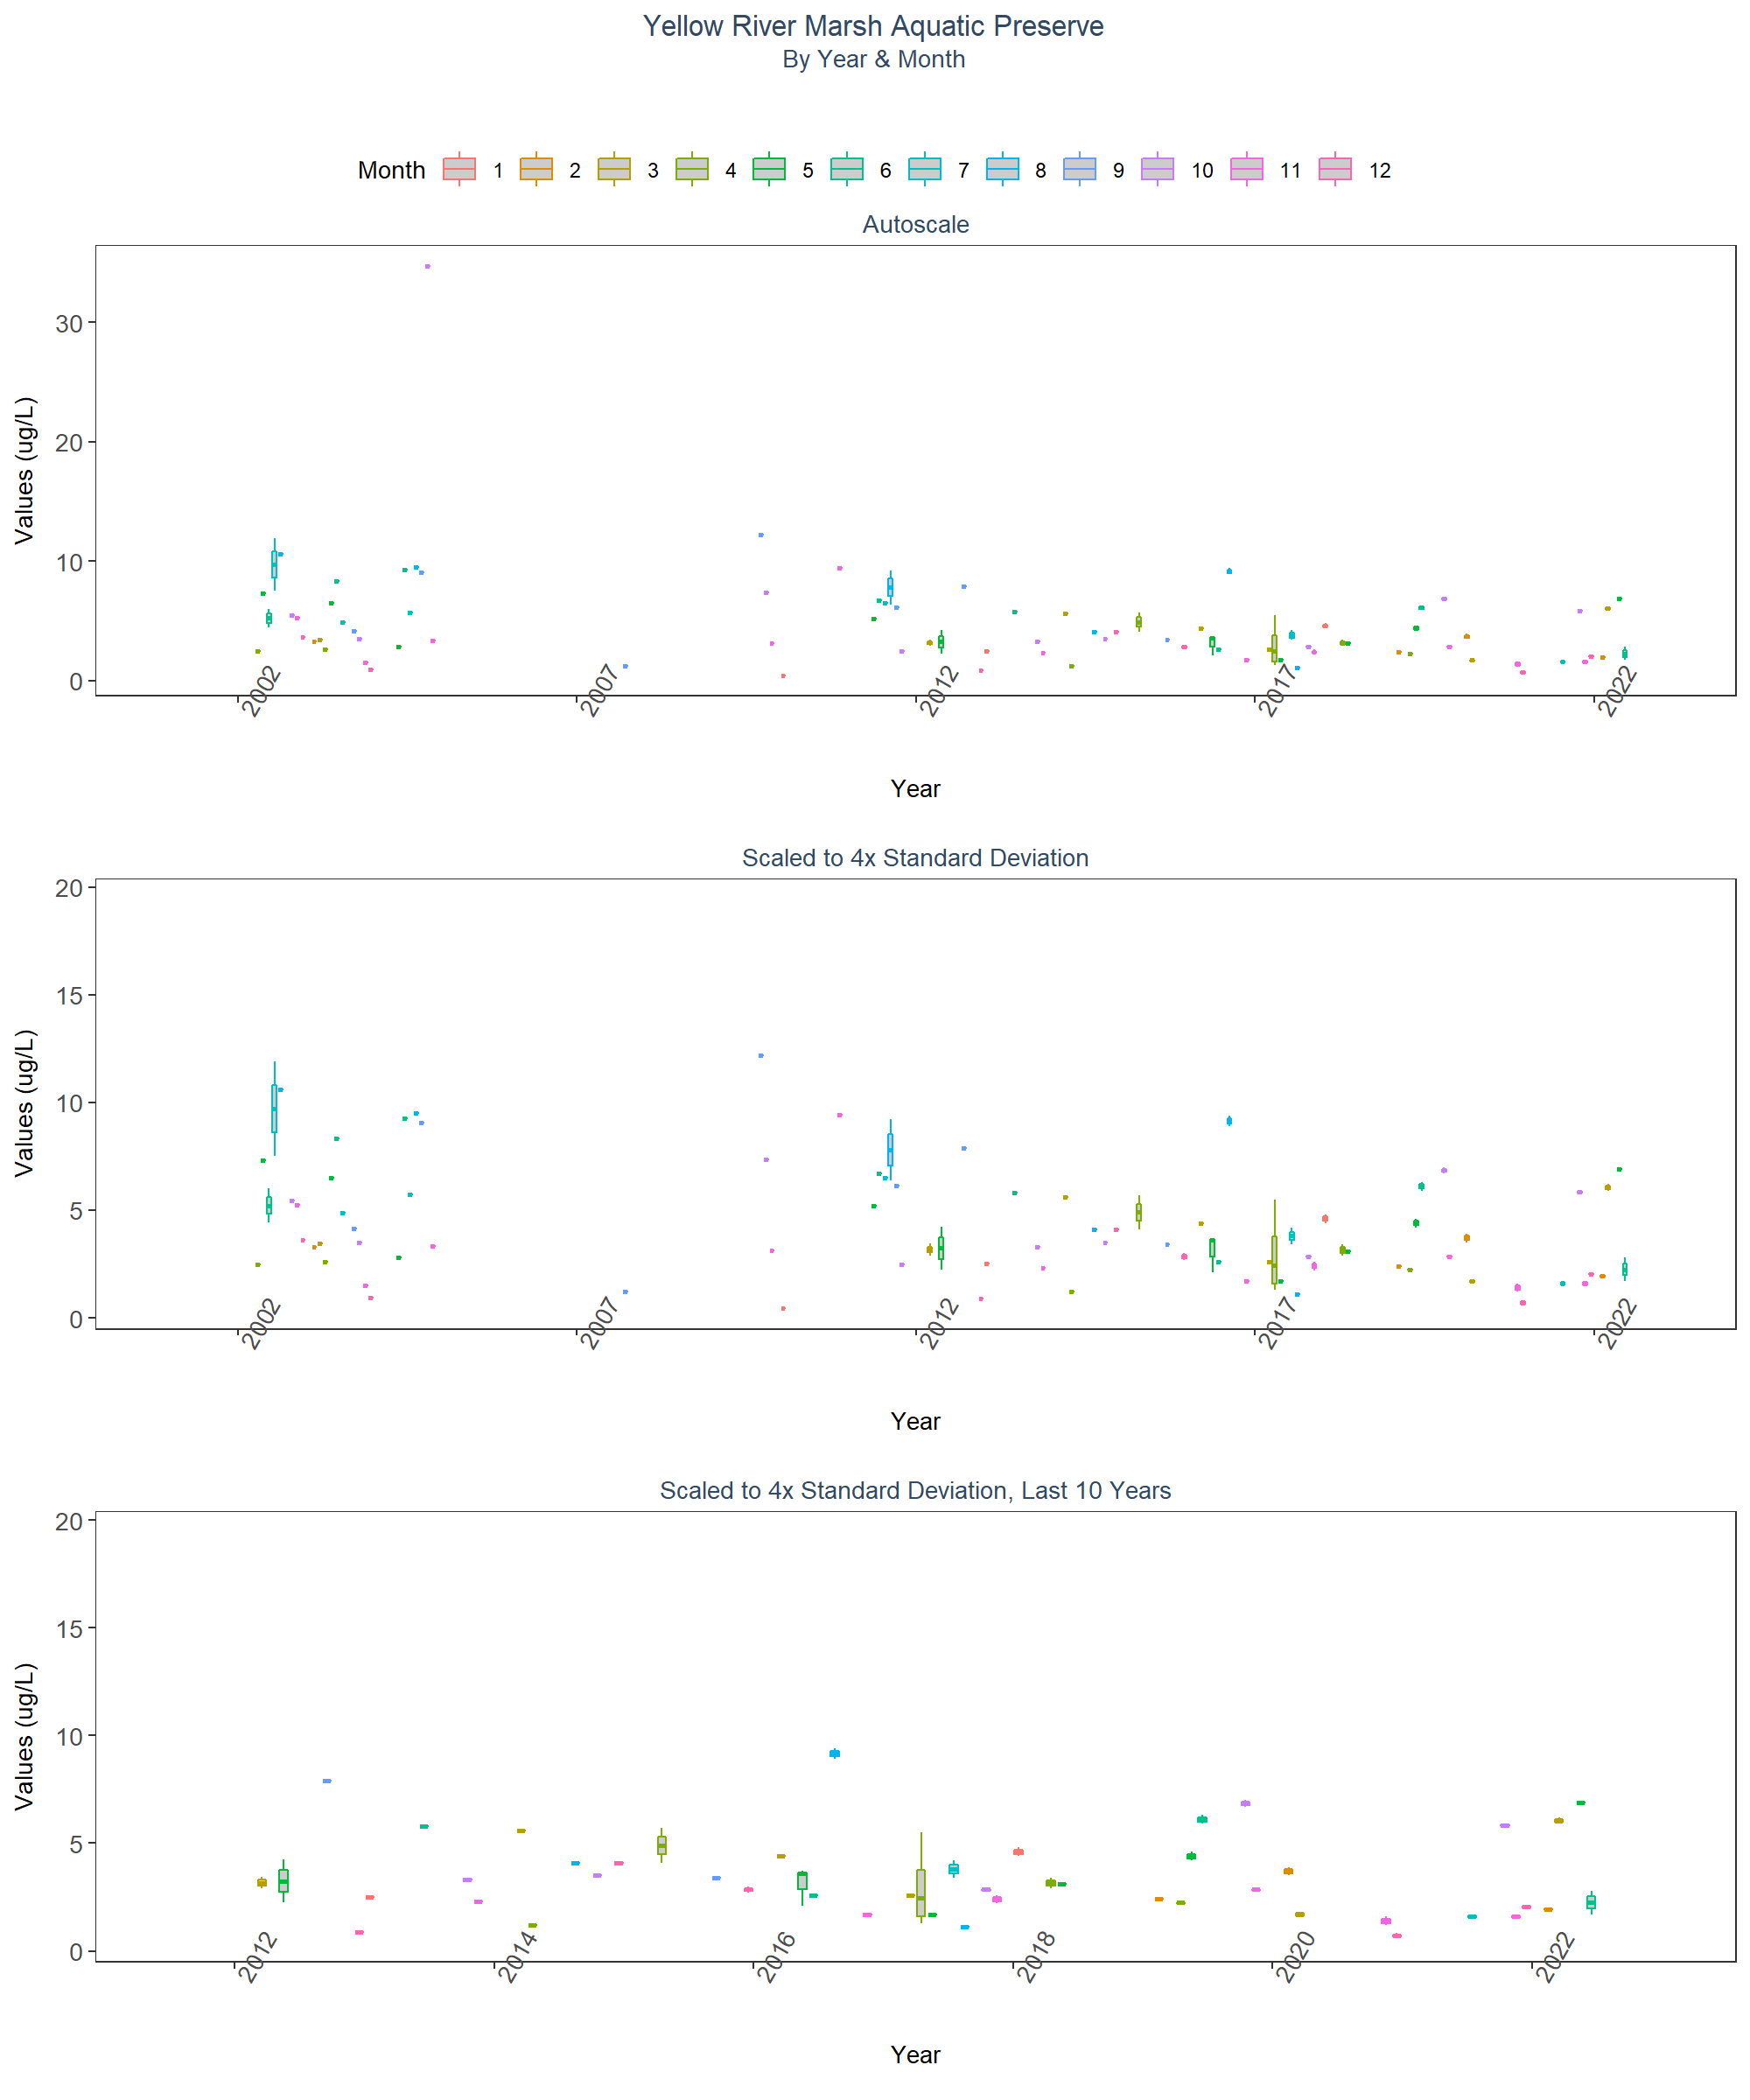 Yellow River Marsh Aquatic Preserve
By Year & Month
Month 1 2 3 4 5 6 7 8 9 10 11 12
Autoscale
Values (ug/L)
30
20
10
0
2002 2007 2012 2017 2022
Year
Scaled to 4x Standard Deviation
Values (ug/L)
20
15
10
5
0
2002 2007 2012 2017 2022
Year
Scaled to 4x Standard Deviation, Last 10 Years
Values (ug/L)
20
15
10
5
0
2012 2014 2016 2018 2020 2022
Year